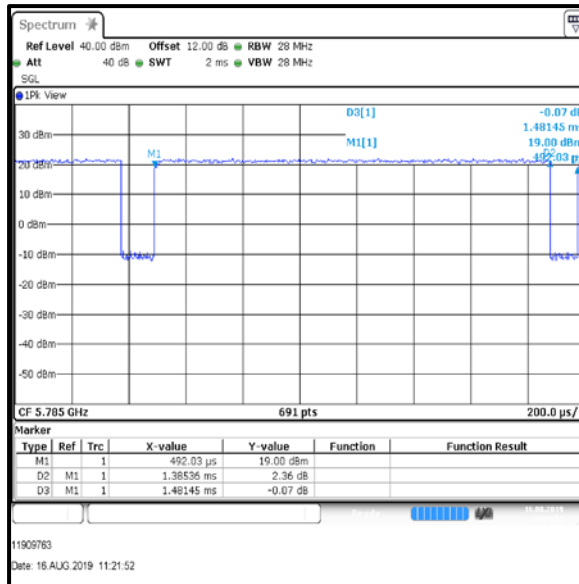 Spectrum
Ref Level 40.00 dBm Offset 12.00 dB RBW 28 MHz
Att 40 dB SWT 2 ms VBW 28 MHz
SGL
1Pk View
D3[1] -0.07 dB
1.48145 ms
30 dBm
M1[1] 19.00 dBm
M1
492.03 µs
D2
20 dBm
10 dBm
0 dBm
-10 dBm
-20 dBm
-30 dBm
-40 dBm
-50 dBm
CF 5.785 GHz 691 pts 200.0 µs/
Marker
Type Ref Trc X-value Y-value Function Function Result
M1 1 492.03 µs 19.00 dBm
D2 M1 1 1.38536 ms 2.36 dB
D3 M1 1 1.48145 ms -0.07 dB
11909763
Date: 16.AUG.2019 11:21:52